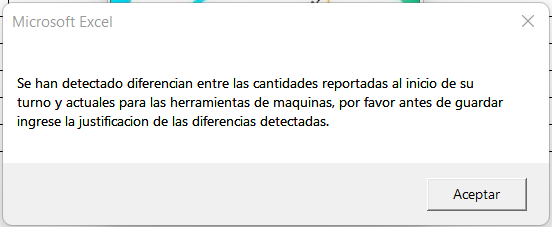 Microsoft Excel
Se han detectado diferencian entre las cantidades reportadas al inicio de su
turno y actuales para las herramientas de maquinas, por favor antes de guardar
ingrese la justificacion de las diferencias detectadas.
Aceptar